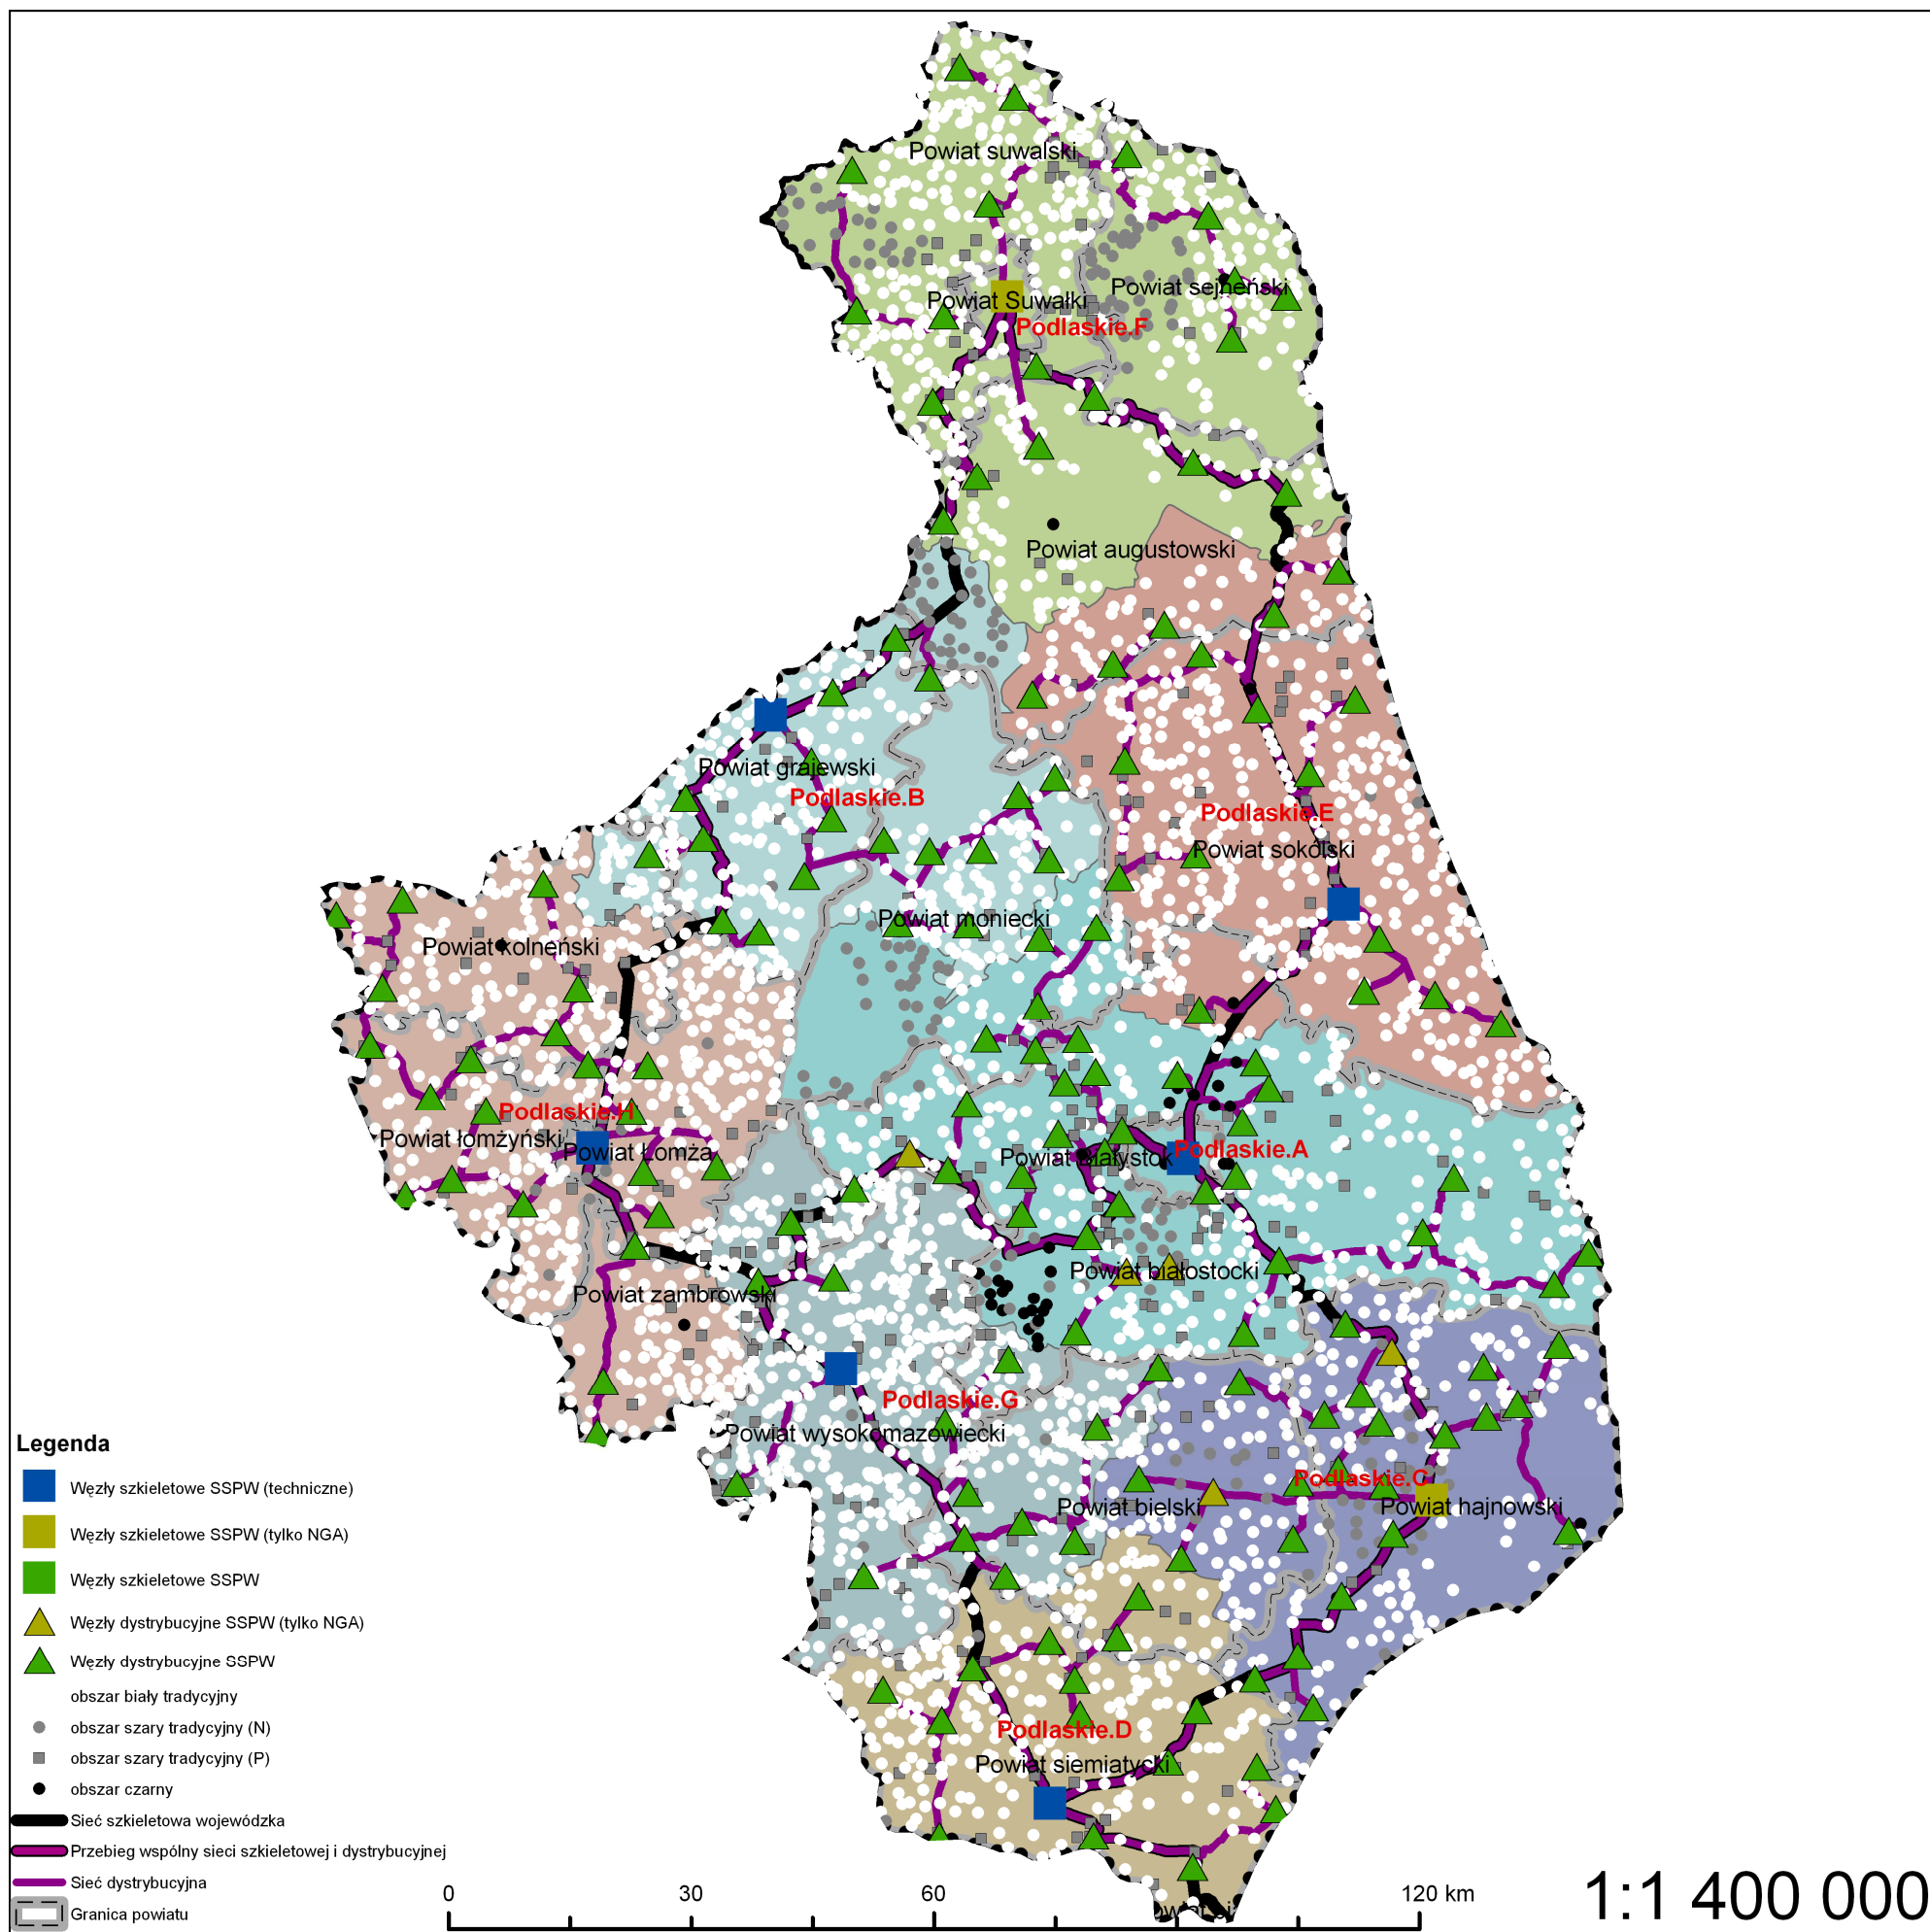 Powiat suwalski
Powiat sejneński
Powiat Suwałki
Podlaskie.F
Powiat augustowski
Powiat grajewski
Podlaskie.B
Podlaskie.E
Powiat sokólski
Powiat moniecki
Powiat kolneński
Podlaskie.H
Powiat łomżyński
Powiat Łomża
Podlaskie.A
Powiat Białystok
Powiat białostocki
Powiat zambrowski
Podlaskie.G
Powiat wysokomazowiecki
Podlaskie.C
Powiat bielski
Powiat hajnowski
Podlaskie.D
Powiat siemiatycki
Legenda
Węzły szkieletowe SSPW (techniczne)
Węzły szkieletowe SSPW (tylko NGA)
Węzły szkieletowe SSPW
Węzły dystrybucyjne SSPW (tylko NGA)
Węzły dystrybucyjne SSPW
obszar biały tradycyjny
obszar szary tradycyjny (N)
obszar szary tradycyjny (P)
obszar czarny
Sieć szkieletowa wojewódzka
Przebieg wspólny sieci szkieletowej i dystrybucyjnej
Sieć dystrybucyjna
Granica powiatu
0 30 60 120 km
1:1 400 000